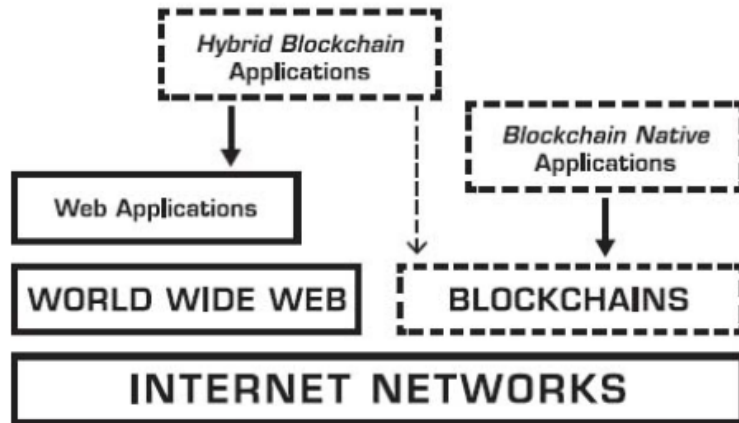 Hybrid Blockchain
Applications
Blockchain Native
Applications
Web Applications
WORLD WIDE WEB
BLOCKCHAINS
INTERNET NETWORKS